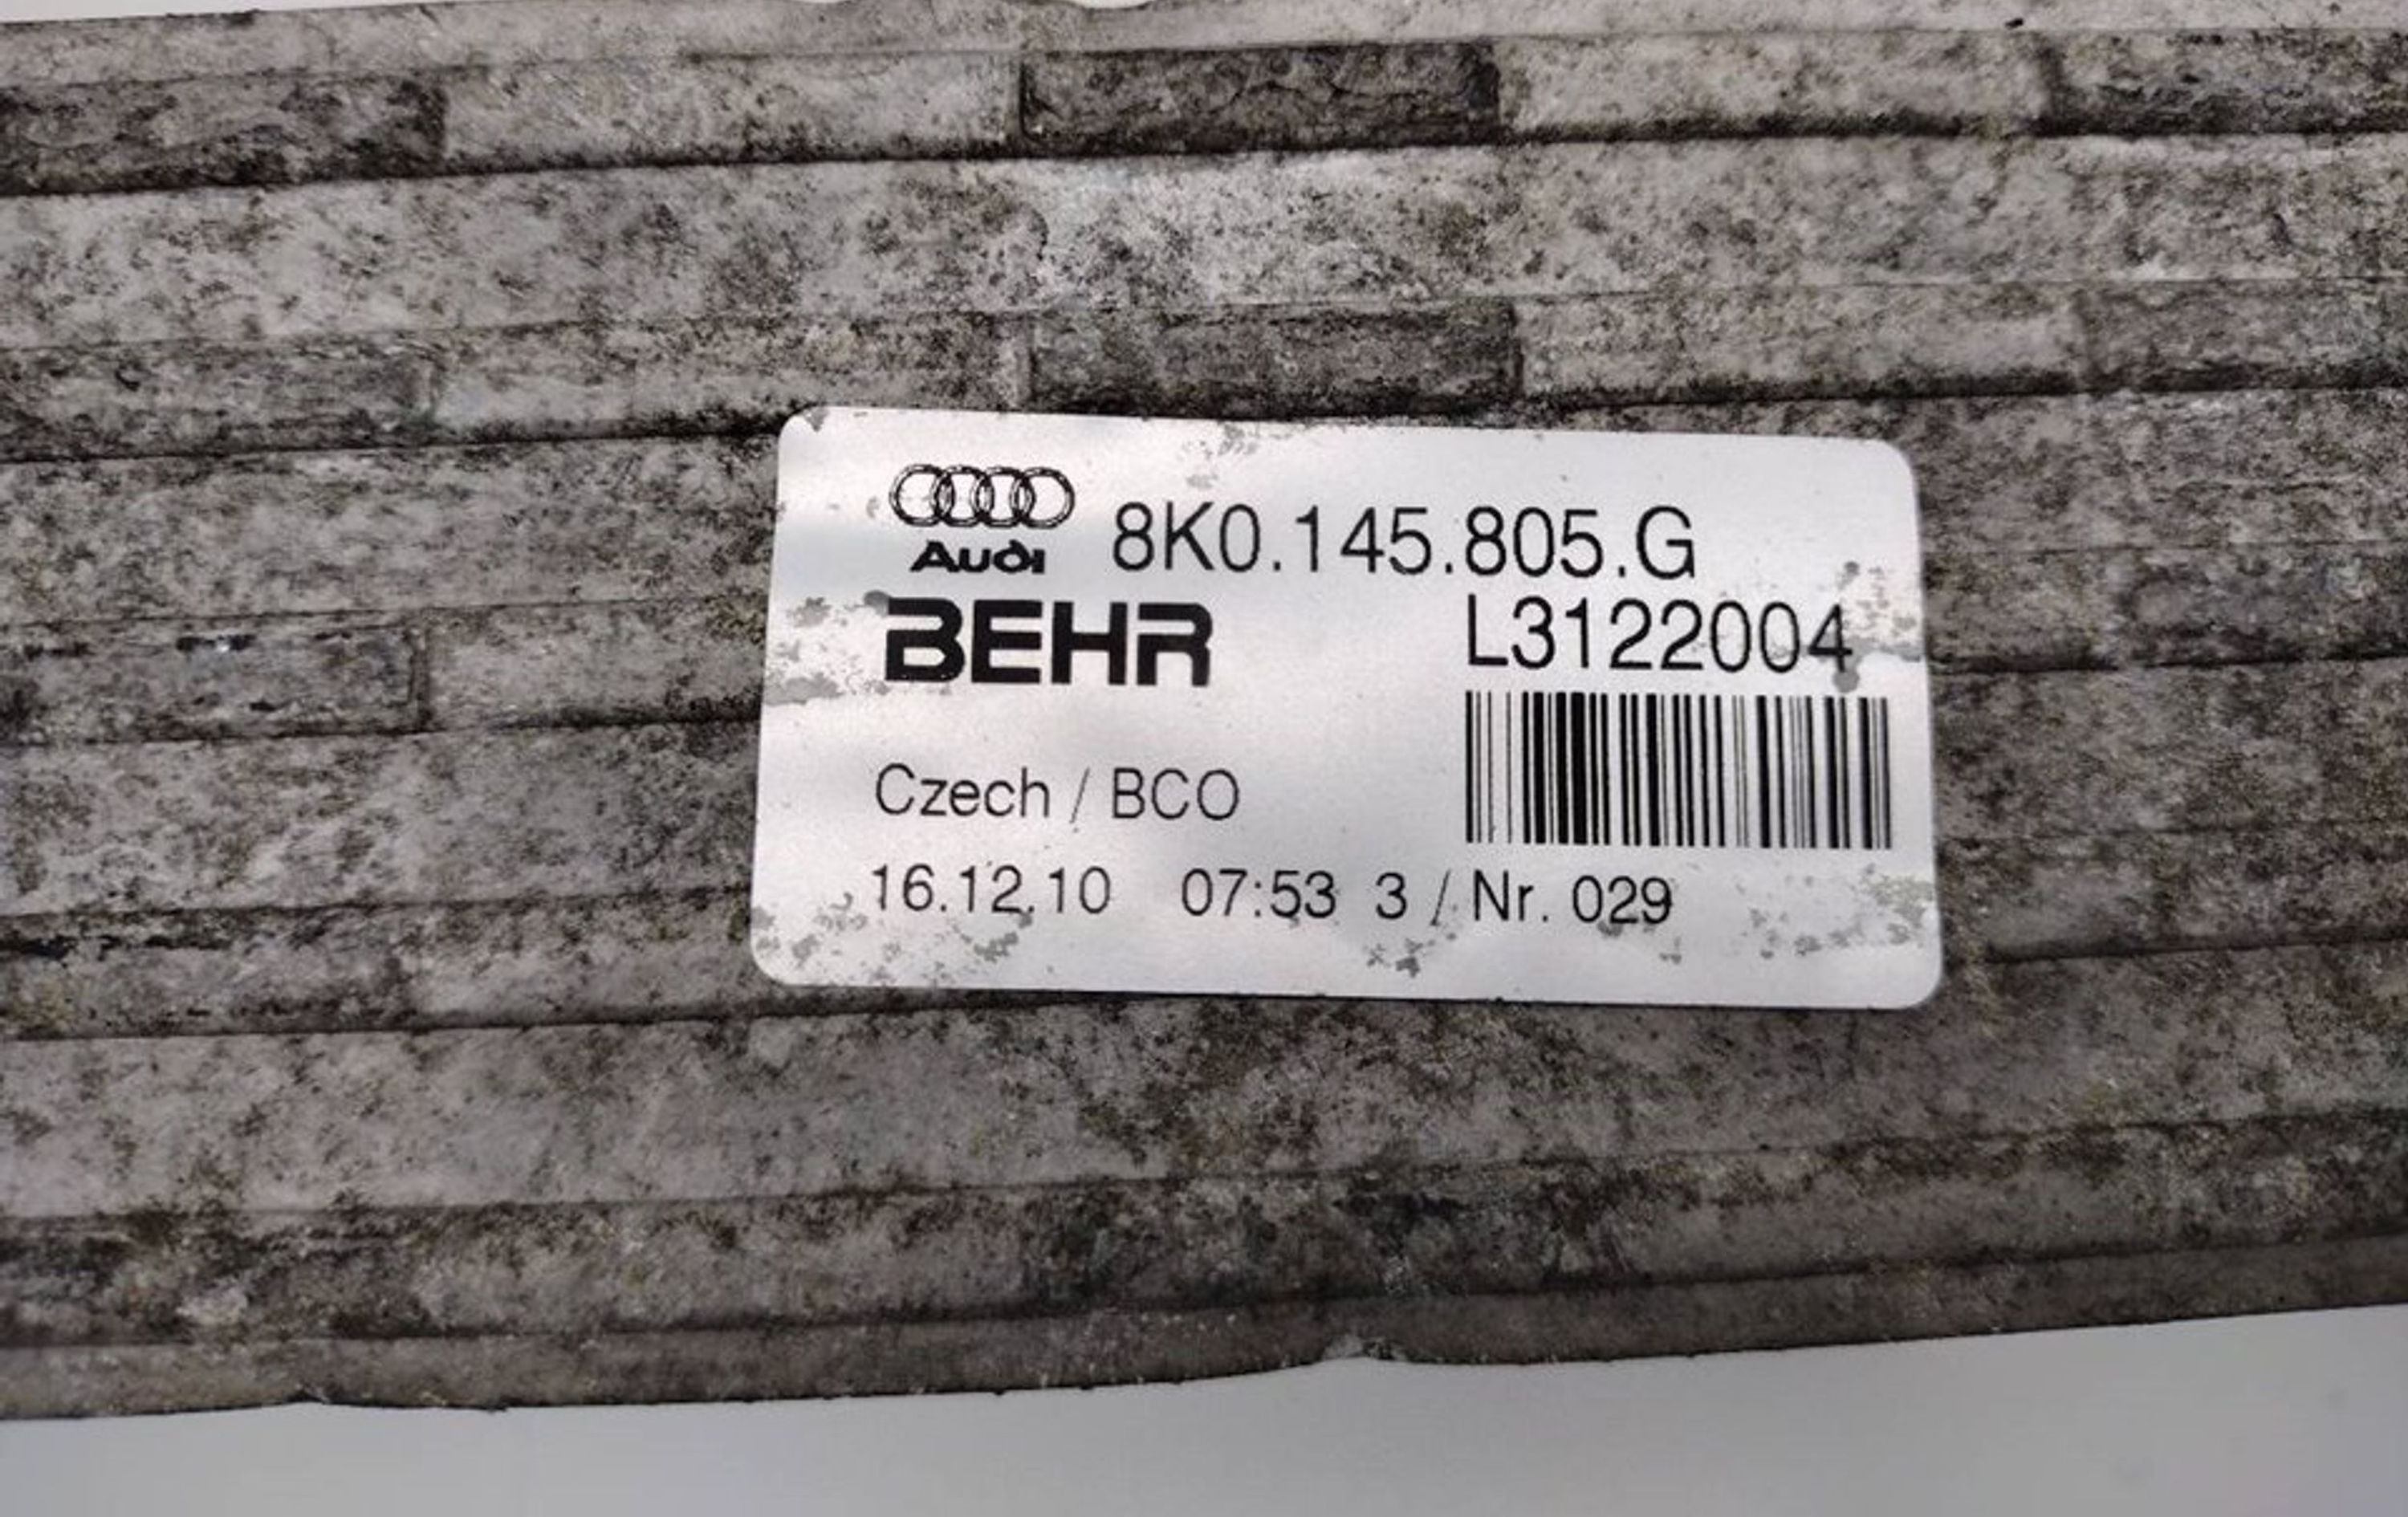 Audi 8K0.145.805.G
BEHR L3122004
Czech / BCO
16.12.10 07:53 3 / Nr. 029